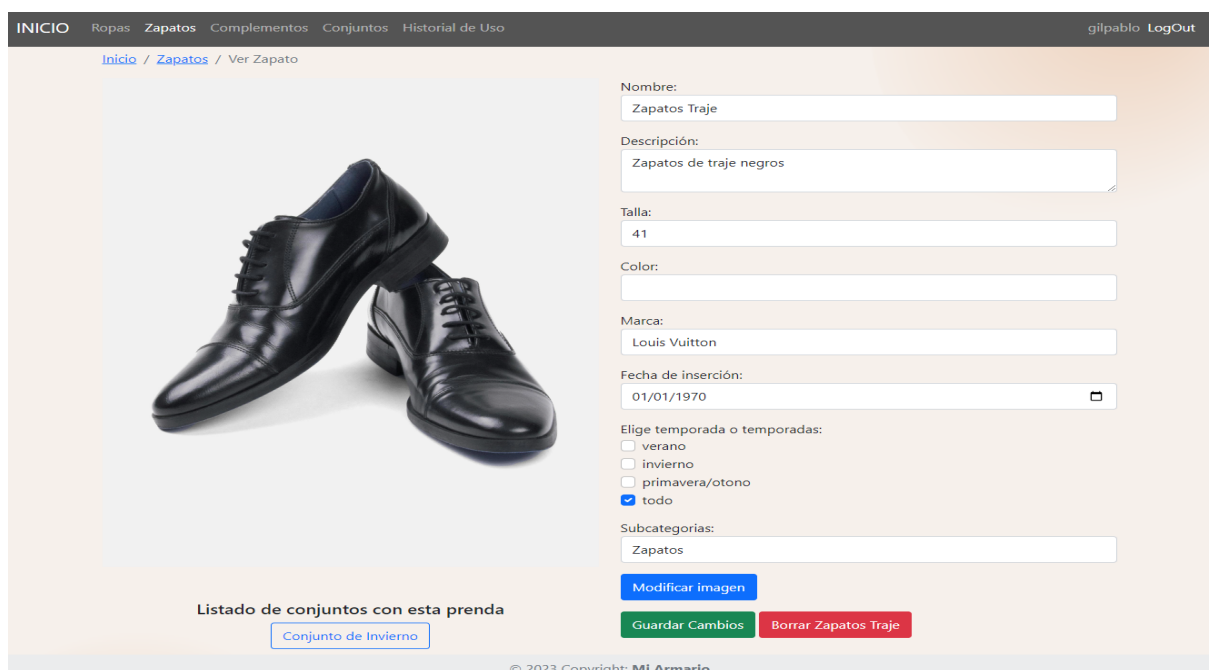 INICIO Ropas Zapatos Complementos Conjuntos Historial de Uso gilpablo LogOut
Inicio / Zapatos / Ver Zapato
Nombre:
Zapatos Traje
Descripción:
Zapatos de traje negros
Talla:
41
Color:
Marca:
Louis Vuitton
Fecha de inserción:
01/01/1970
Elige temporada o temporadas:
verano
invierno
primavera/otono
todo
Subcategorias:
Zapatos
Modificar imagen
Guardar Cambios Borrar Zapatos Traje
Listado de conjuntos con esta prenda
Conjunto de Invierno
© 2023 Copyright: Mi Armario